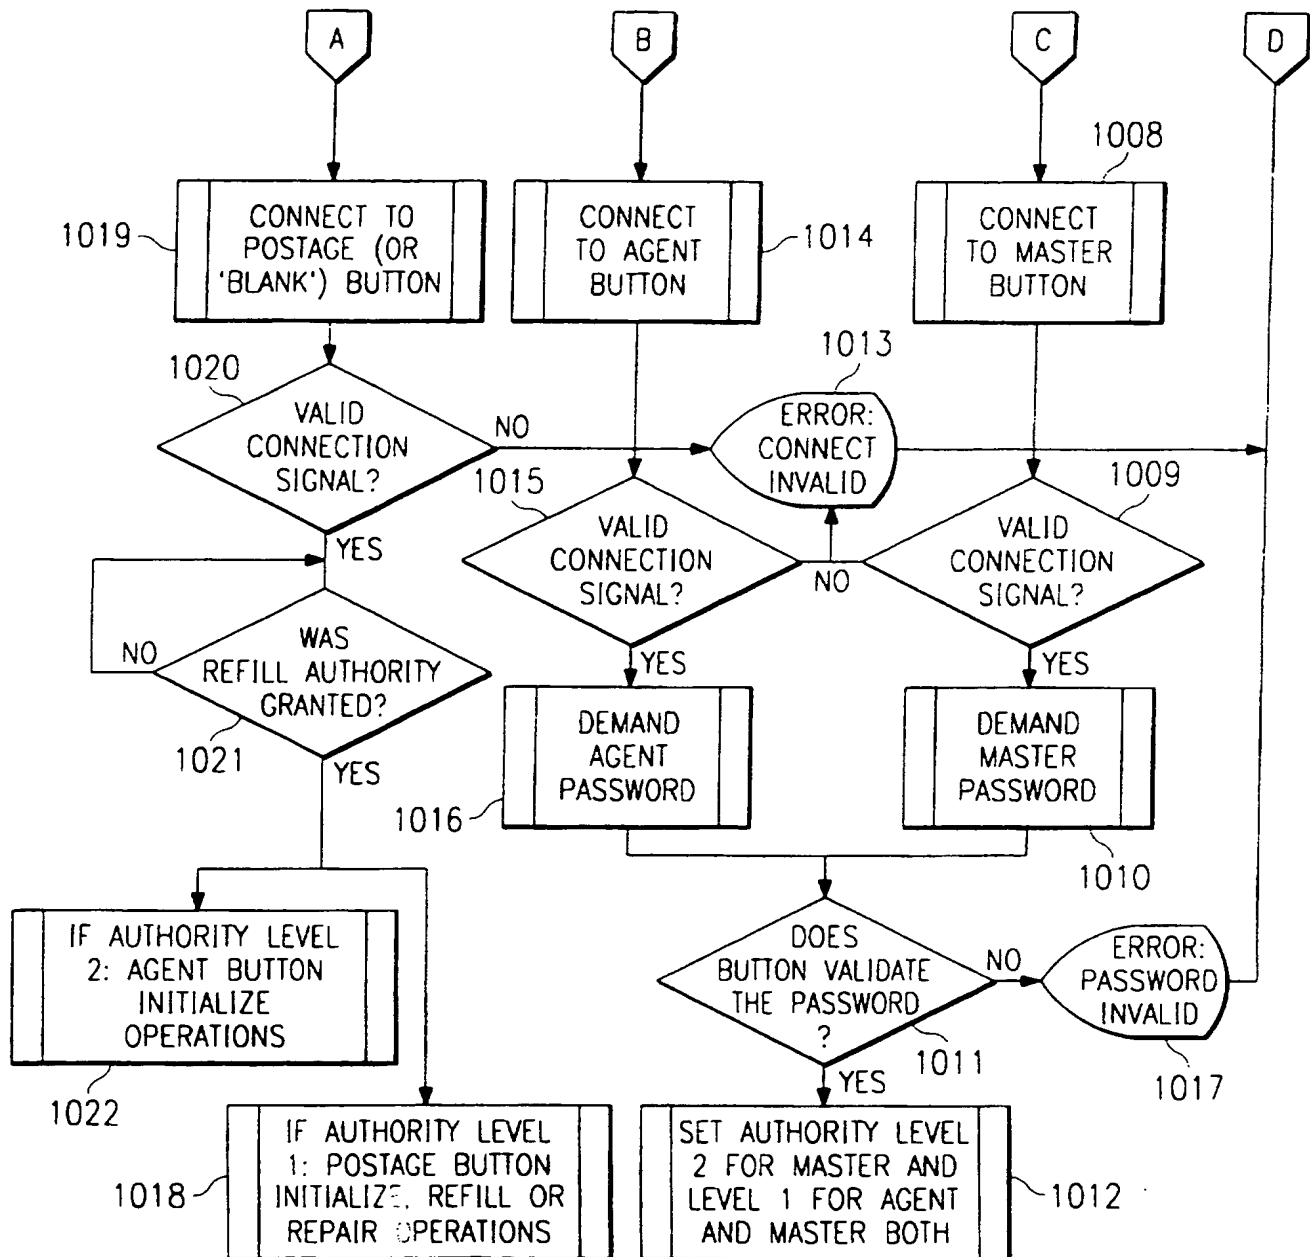 A
B
C
D
1008
1019
CONNECT TO
POSTAGE (OR
'BLANK') BUTTON
CONNECT
TO AGENT
BUTTON
1014
CONNECT
TO MASTER
BUTTON
1020
VALID
CONNECTION
SIGNAL?
NO
YES
1013
ERROR:
CONNECT
INVALID
1015
VALID
CONNECTION
SIGNAL?
NO
YES
1009
VALID
CONNECTION
SIGNAL?
YES
NO
WAS
REFILL AUTHORITY
GRANTED?
1021
YES
DEMAND
AGENT
PASSWORD
1016
DEMAND
MASTER
PASSWORD
1010
IF AUTHORITY LEVEL
2: AGENT BUTTON
INITIALIZE
OPERATIONS
1022
DOES
BUTTON VALIDATE
THE PASSWORD
?
NO
1011
YES
ERROR:
PASSWORD
INVALID
1017
IF AUTHORITY LEVEL
1: POSTAGE BUTTON
INITIALIZE, REFILL OR
REPAIR OPERATIONS
1018
SET AUTHORITY LEVEL
2 FOR MASTER AND
LEVEL 1 FOR AGENT
AND MASTER BOTH
1012